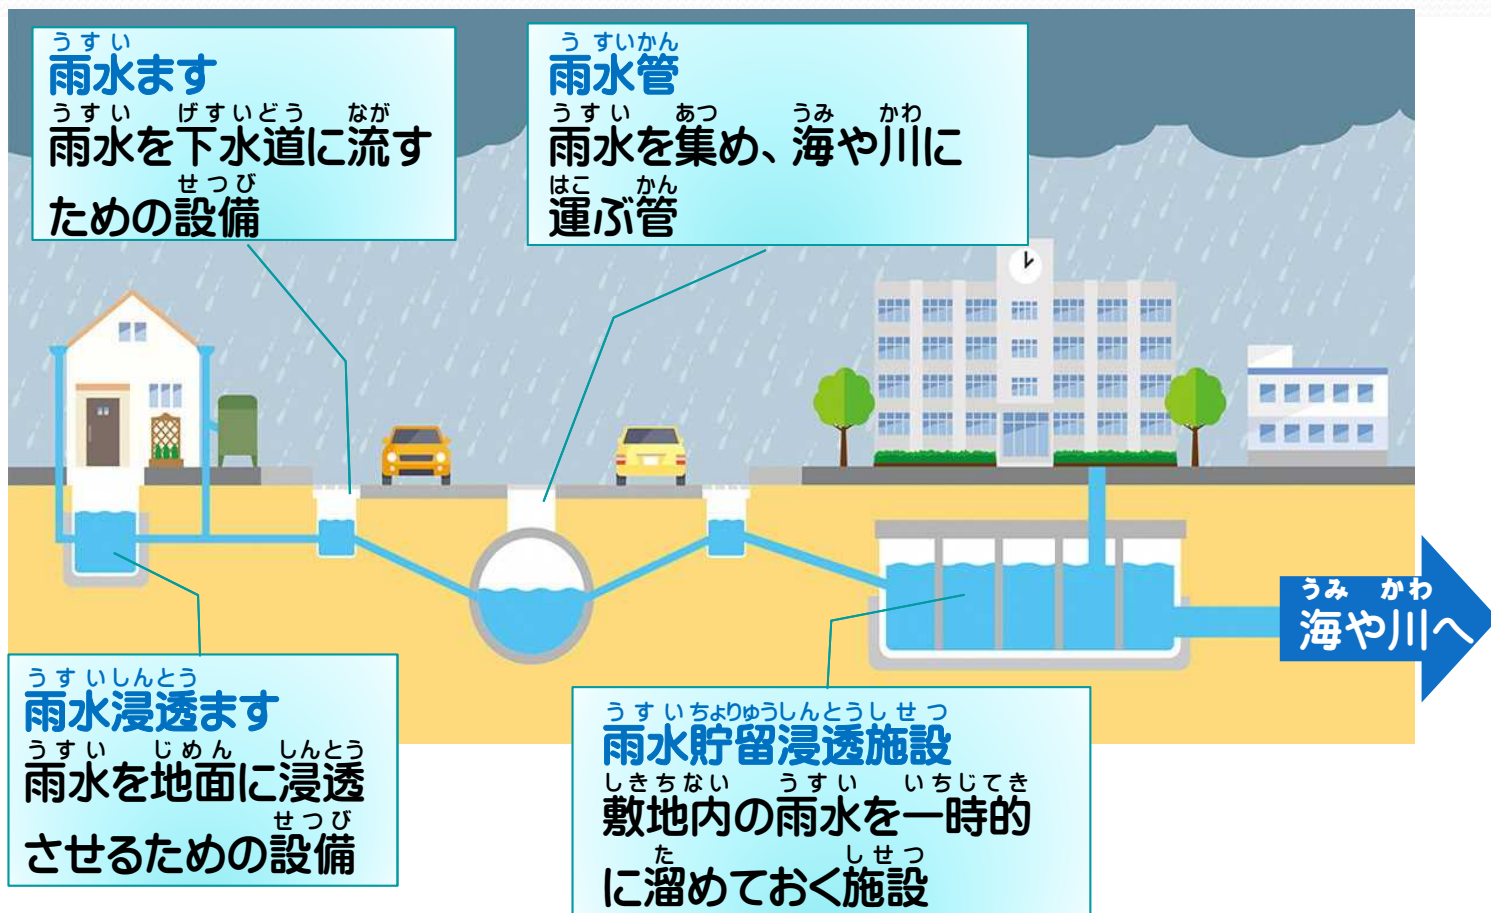 うすい
雨水ます
うすい げすいどう なが
雨水を下水道に流す
せつび
ための設備
うすいかん
雨水管
うすい あつ うみ かわ
雨水を集め、海や川に
はこ かん
運ぶ管
うみ かわ
海や川へ
うすいしんとう
雨水浸透ます
うすい じめん しんとう
雨水を地面に浸透
せつび
させるための設備
うすいちょりゅうしんとうしせつ
雨水貯留浸透施設
しきちない うすい いちじてき
敷地内の雨水を一時的
た しせつ
に溜めておく施設